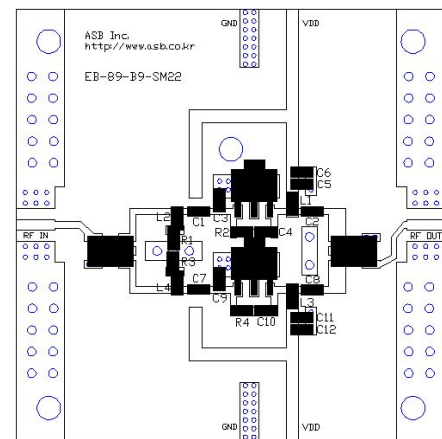 GND VDD
ASB Inc.
http://www.asb.co.kr
EB-89-B9-SM22
C6
C5
L2 C1 C3 L1 C2
RF IN R1 R2 C4 RF OUT
R3
L4 C7 C9 L3 C8
R4 C10 C11
C12
GND VDD